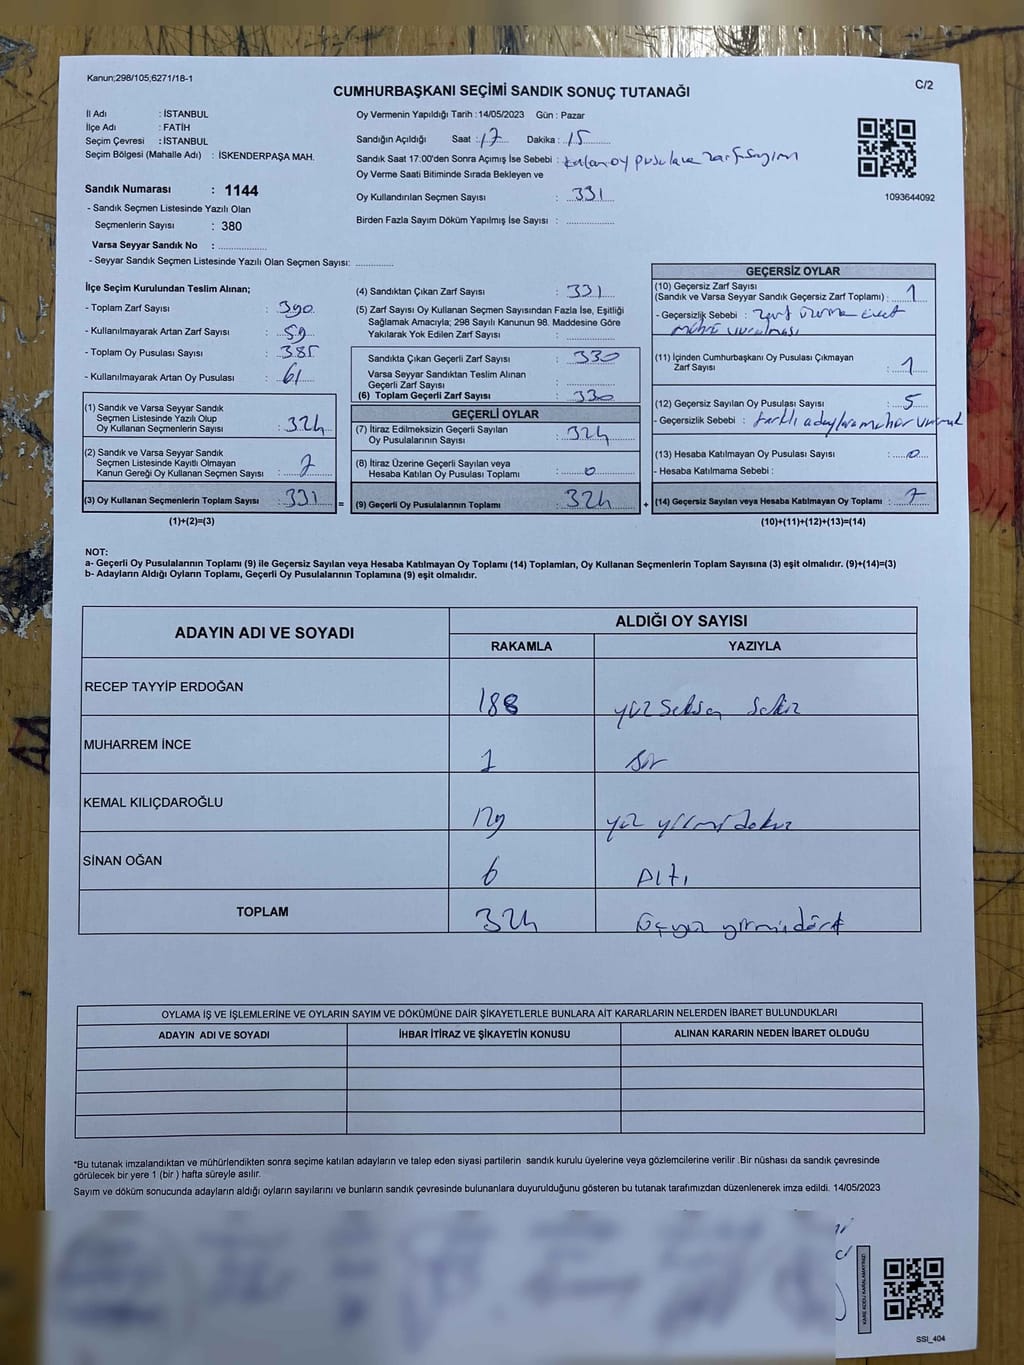 Kanun;298/105;6271/18-1
CUMHURBAŞKANI SEÇİMİ SANDIK SONUÇ TUTANAĞI
C/2
İl Adı : İSTANBUL
İlçe Adı : FATİH
Seçim Çevresi : İSTANBUL
Seçim Bölgesi (Mahalle Adı) : İSKENDERPAŞA MAH.
Sandık Numarası : 1144
- Sandık Seçmen Listesinde Yazılı Olan
Seçmenlerin Sayısı : 380
Varsa Seyyar Sandık No : ................
- Seyyar Sandık Seçmen Listesinde Yazılı Olan Seçmen Sayısı: ............
Oy Vermenin Yapıldığı Tarih : 14/05/2023 Gün : Pazar
Sandığın Açıldığı Saat : 17 Dakika : 15
Sandık Saat 17:00'den Sonra Açımış İse Sebebi : kalan oy pusulava zarf sayımı
Oy Verme Saati Bitiminde Sırada Bekleyen ve
Oy Kullandırılan Seçmen Sayısı : 331
Birden Fazla Sayım Döküm Yapılmış İse Sayısı : ................
1093644092
İlçe Seçim Kurulundan Teslim Alınan;
- Toplam Zarf Sayısı : 390
- Kullanılmayarak Artan Zarf Sayısı : 59
- Toplam Oy Pusulası Sayısı : 385
- Kullanılmayarak Artan Oy Pusulası : 61
(1) Sandık ve Varsa Seyyar Sandık
Seçmen Listesinde Yazılı Olup
Oy Kullanan Seçmenlerin Sayısı : 324
(2) Sandık ve Varsa Seyyar Sandık
Seçmen Listesinde Kayıtlı Olmayan
Kanun Gereği Oy Kullanan Seçmen Sayısı : 7
(3) Oy Kullanan Seçmenlerin Toplam Sayısı : 331 =
(1)+(2)=(3)
(4) Sandıktan Çıkan Zarf Sayısı : 331
(5) Zarf Sayısı Oy Kullanan Seçmen Sayısından Fazla İse, Eşitliği
Sağlamak Amacıyla; 298 Sayılı Kanunun 98. Maddesine Göre
Yakılarak Yok Edilen Zarf Sayısı : ................
Sandıkta Çıkan Geçerli Zarf Sayısı : 330
Varsa Seyyar Sandıktan Teslim Alınan
Geçerli Zarf Sayısı : ................
(6) Toplam Geçerli Zarf Sayısı : 330
GEÇERLİ OYLAR
(7) İtiraz Edilmeksizin Geçerli Sayılan
Oy Pusulalarının Sayısı : 324
(8) İtiraz Üzerine Geçerli Sayılan veya
Hesaba Katılan Oy Pusulası Toplamı : 0
(9) Geçerli Oy Pusulalarının Toplamı : 324 +
GEÇERSİZ OYLAR
(10) Geçersiz Zarf Sayısı
(Sandık ve Varsa Seyyar Sandık Geçersiz Zarf Toplamı) : 1
- Geçersizlik Sebebi : Zarf üzerine Evet
mührü vurulması
(11) İçinden Cumhurbaşkanı Oy Pusulası Çıkmayan
Zarf Sayısı : 1
(12) Geçersiz Sayılan Oy Pusulası Sayısı : 5
- Geçersizlik Sebebi : farklı adaylara mühür vurmak
(13) Hesaba Katılmayan Oy Pusulası Sayısı : 0
- Hesaba Katılmama Sebebi :
(14) Geçersiz Sayılan veya Hesaba Katılmayan Oy Toplamı : 7
(10)+(11)+(12)+(13)=(14)
NOT:
a- Geçerli Oy Pusulalarının Toplamı (9) ile Geçersiz Sayılan veya Hesaba Katılmayan Oy Toplamı (14) Toplamları, Oy Kullanan Seçmenlerin Toplam Sayısına (3) eşit olmalıdır. (9)+(14)=(3)
b- Adayların Aldığı Oyların Toplamı, Geçerli Oy Pusulalarının Toplamına (9) eşit olmalıdır.
ADAYIN ADI VE SOYADI
ALDIĞI OY SAYISI
RAKAMLA YAZIYLA
RECEP TAYYİP ERDOĞAN 188 yüz seksen sekiz
MUHARREM İNCE 1 bir
KEMAL KILIÇDAROĞLU 129 yüz yirmi dokuz
SİNAN OĞAN 6 Altı
TOPLAM 324 üçyüz yirmidört
OYLAMA İŞ VE İŞLEMLERİNE VE OYLARIN SAYIM VE DÖKÜMÜNE DAİR ŞİKAYETLERLE BUNLARA AİT KARARLARIN NELERDEN İBARET BULUNDUKLARI
ADAYIN ADI VE SOYADI İHBAR İTİRAZ VE ŞİKAYETİN KONUSU ALINAN KARARIN NEDEN İBARET OLDUĞU
*Bu tutanak imzalandıktan ve mühürlendikten sonra seçime katılan adayların ve talep eden siyasi partilerin sandık kurulu üyelerine veya gözlemcilerine verilir .Bir nüshası da sandık çevresinde
görülecek bir yere 1 (bir ) hafta süreyle asılır.
Sayım ve döküm sonucunda adayların aldığı oyların sayılarını ve bunların sandık çevresinde bulunanlara duyurulduğunu gösteren bu tutanak tarafımızdan düzenlenerek imza edildi. 14/05/2023
KARE KODU KARALAMAYINIZ!
SSI_404